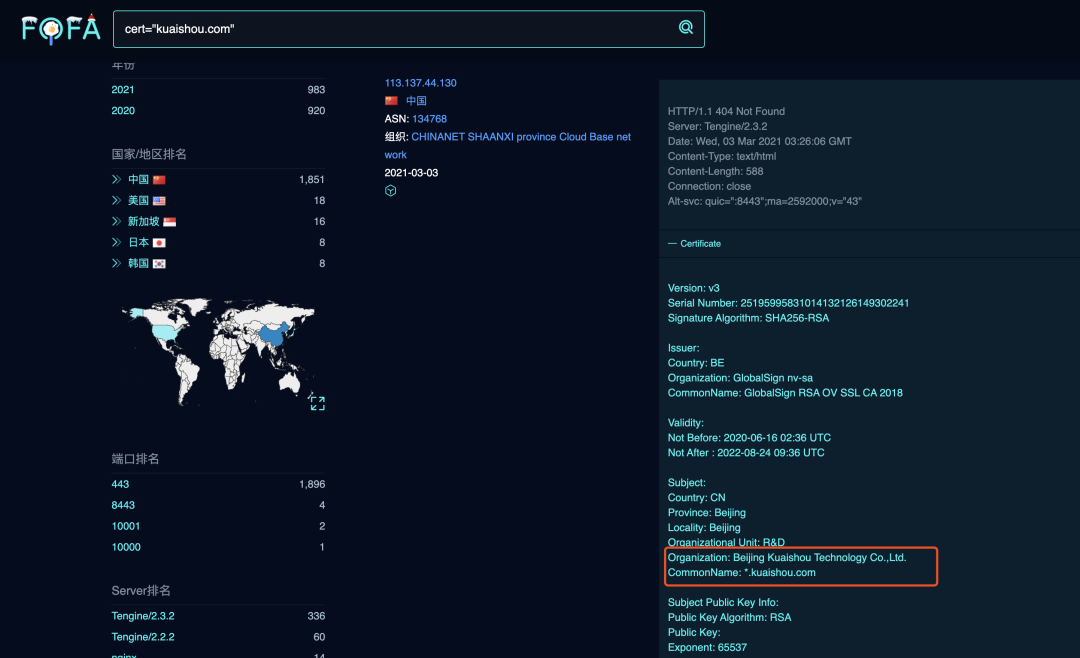 FOFA
cert="kuaishou.com"
年份
2021 983
2020 920
国家/地区排名
中国 1,851
美国 18
新加坡 16
日本 8
韩国 8
端口排名
443 1,896
8443 4
10001 2
10000 1
Server排名
Tengine/2.3.2 336
Tengine/2.2.2 60
nginx 14
113.137.44.130
中国
ASN: 134768
组织: CHINANET SHAANXI province Cloud Base net
work
2021-03-03
HTTP/1.1 404 Not Found
Server: Tengine/2.3.2
Date: Wed, 03 Mar 2021 03:26:06 GMT
Content-Type: text/html
Content-Length: 588
Connection: close
Alt-svc: quic=":8443";ma=2592000;v="43"
— Certificate
Version: v3
Serial Number: 25195995831014132126149302241
Signature Algorithm: SHA256-RSA
Issuer:
Country: BE
Organization: GlobalSign nv-sa
CommonName: GlobalSign RSA OV SSL CA 2018
Validity:
Not Before: 2020-06-16 02:36 UTC
Not After : 2022-08-24 09:36 UTC
Subject:
Country: CN
Province: Beijing
Locality: Beijing
Organizational Unit: R&D
Organization: Beijing Kuaishou Technology Co.,Ltd.
CommonName: *.kuaishou.com
Subject Public Key Info:
Public Key Algorithm: RSA
Public Key:
Exponent: 65537